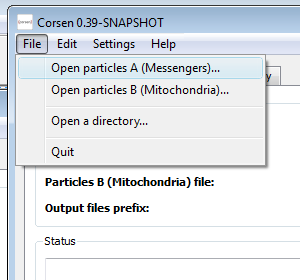 corsen Corsen 0.39-SNAPSHOT
File Edit Settings Help
Open particles A (Messengers)...
Open particles B (Mitochondria)...
Open a directory...
Quit
Particles B (Mitochondria) file:
Output files prefix:
Status